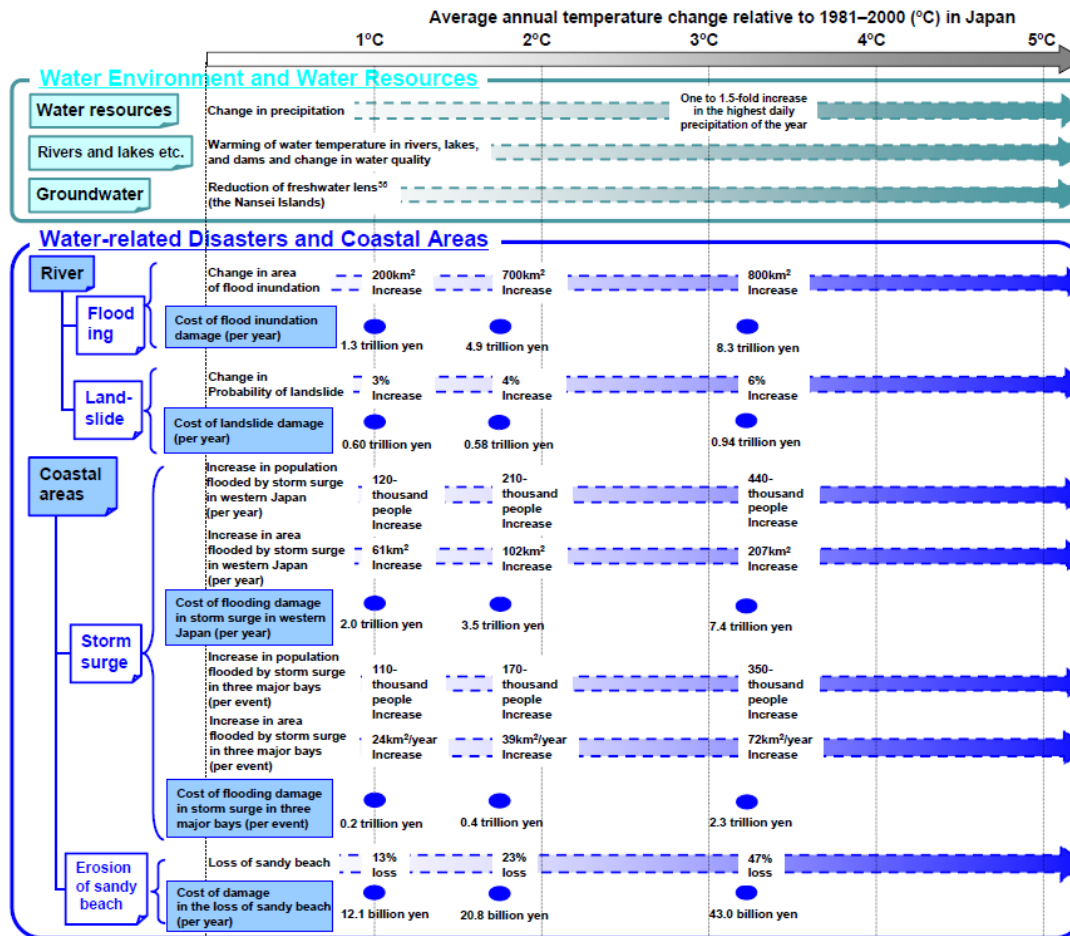 Average annual temperature change relative to 1981–2000 (ºC) in Japan
1ºC 2ºC 3ºC 4ºC 5ºC
Water Environment and Water Resources
Water resources
Change in precipitation
One to 1.5-fold increase
in the highest daily
precipitation of the year
Rivers and lakes etc.
Warming of water temperature in rivers, lakes,
and dams and change in water quality
Groundwater
Reduction of freshwater lens³⁶
(the Nansei Islands)
Water-related Disasters and Coastal Areas
River
Flood
ing
Change in area
of flood inundation
200km²
Increase
700km²
Increase
800km²
Increase
Cost of flood inundation
damage (per year)
1.3 trillion yen
4.9 trillion yen
8.3 trillion yen
Land-
slide
Change in
Probability of landslide
3%
Increase
4%
Increase
6%
Increase
Cost of landslide damage
(per year)
0.60 trillion yen
0.58 trillion yen
0.94 trillion yen
Coastal
areas
Storm
surge
Increase in population
flooded by storm surge
in western Japan
(per year)
120-
thousand
people
Increase
210-
thousand
people
Increase
440-
thousand
people
Increase
Increase in area
flooded by storm surge
in western Japan
(per year)
61km²
Increase
102km²
Increase
207km²
Increase
Cost of flooding damage
in storm surge in western
Japan (per year)
2.0 trillion yen
3.5 trillion yen
7.4 trillion yen
Increase in population
flooded by storm surge
in three major bays
(per event)
110-
thousand
people
Increase
170-
thousand
people
Increase
350-
thousand
people
Increase
Increase in area
flooded by storm surge
in three major bays
(per event)
24km²/year
Increase
39km²/year
Increase
72km²/year
Increase
Cost of flooding damage
in storm surge in three
major bays (per event)
0.2 trillion yen
0.4 trillion yen
2.3 trillion yen
Erosion
of sandy
beach
Loss of sandy beach
13%
loss
23%
loss
47%
loss
Cost of damage
in the loss of sandy beach
(per year)
12.1 billion yen
20.8 billion yen
43.0 billion yen